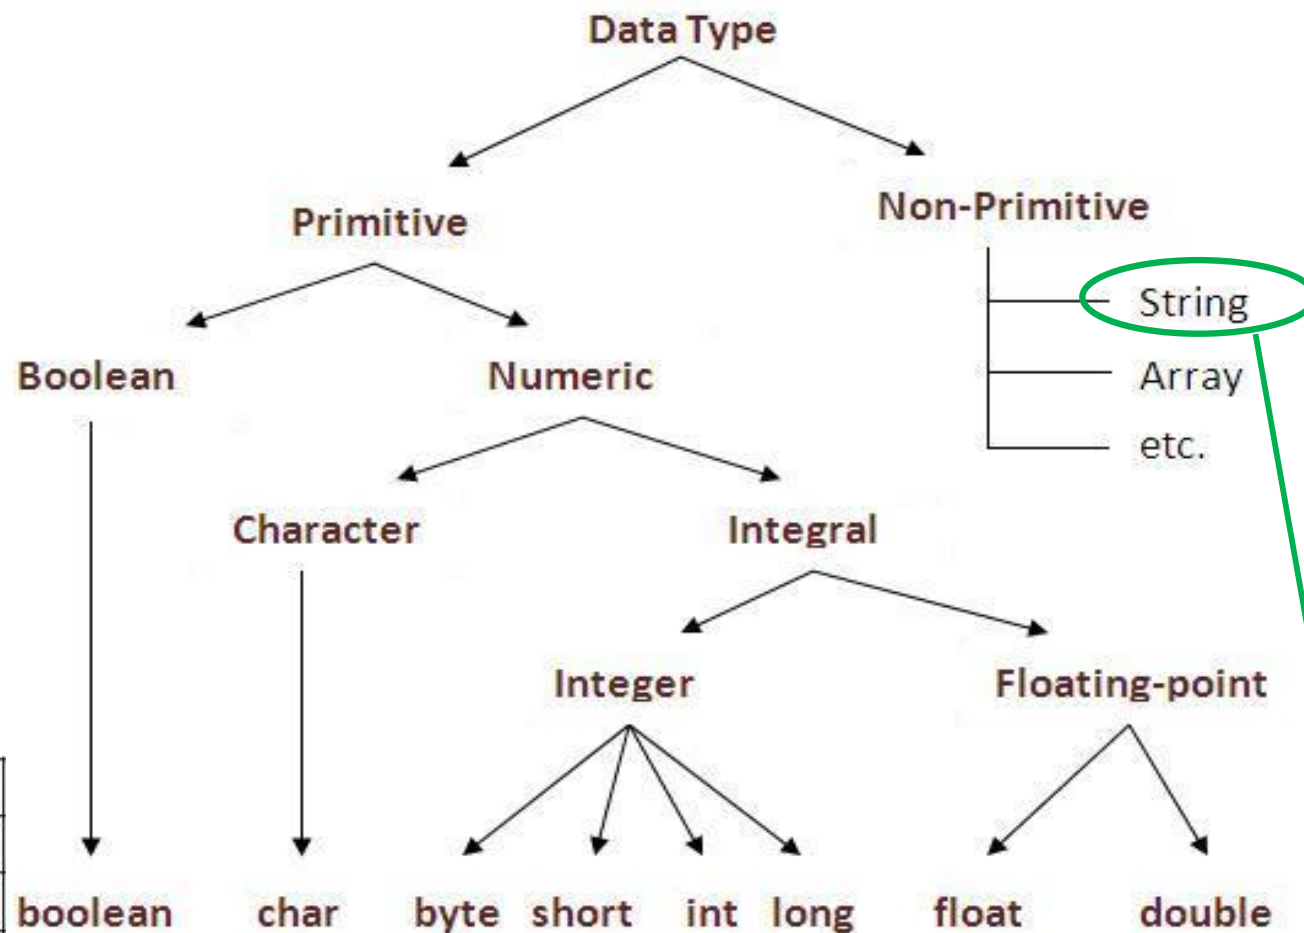 Data Type
Primitive
Non-Primitive
String
Array
etc.
Boolean
Numeric
Character
Integral
Integer
Floating-point
boolean char byte short int long float double